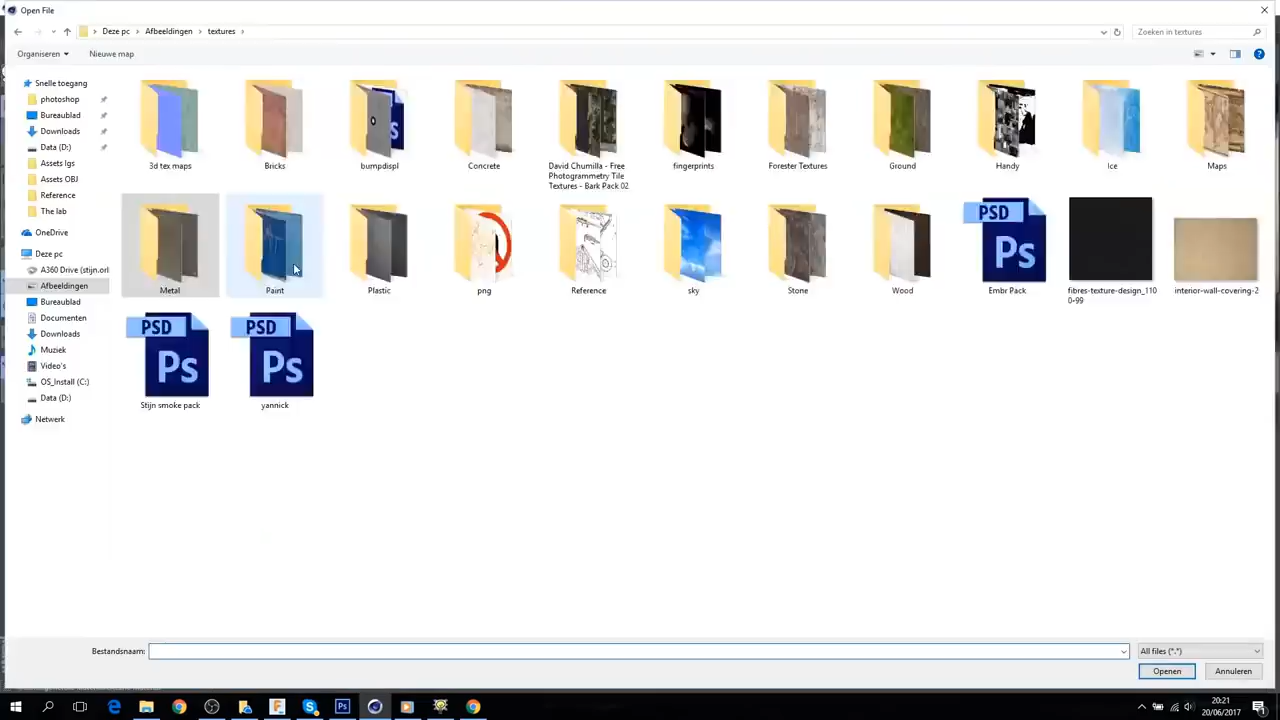 Open File
Deze pc
Afbeeldingen
textures
Zoeken in textures
Organiseren
Nieuwe map
Snelle toegang
photoshop
Bureaublad
Downloads
Data (D:)
Assets Igs
Assets OBJ
Reference
The lab
OneDrive
Deze pc
A360 Drive (stijn.orl
Afbeeldingen
Bureaublad
Documenten
Downloads
Muziek
Video's
OS_Install (C:)
Data (D:)
Netwerk
3d tex maps
Bricks
bumpdispl
Concrete
David Chumilla - Free
Photogrammetry Tile
Textures - Bark Pack 02
fingerprints
Forester Textures
Ground
Handy
Ice
Maps
Metal
Paint
Plastic
png
Reference
sky
Stone
Wood
PSD
Ps
Embr Pack
fibres-texture-design_110
0-99
interior-wall-covering-2
PSD
Ps
Stijn smoke pack
PSD
Ps
yannick
Bestandsnaam:
All files (*.*)
Openen
Annuleren
20:21
20/06/2017